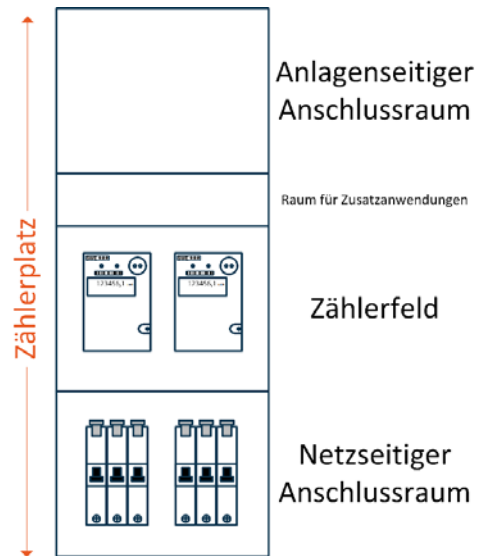 Anlagenseitiger
Anschlussraum
Raum für Zusatzanwendungen
Zählerplatz
123456,1
123456,1
Zählerfeld
Netzseitiger
Anschlussraum